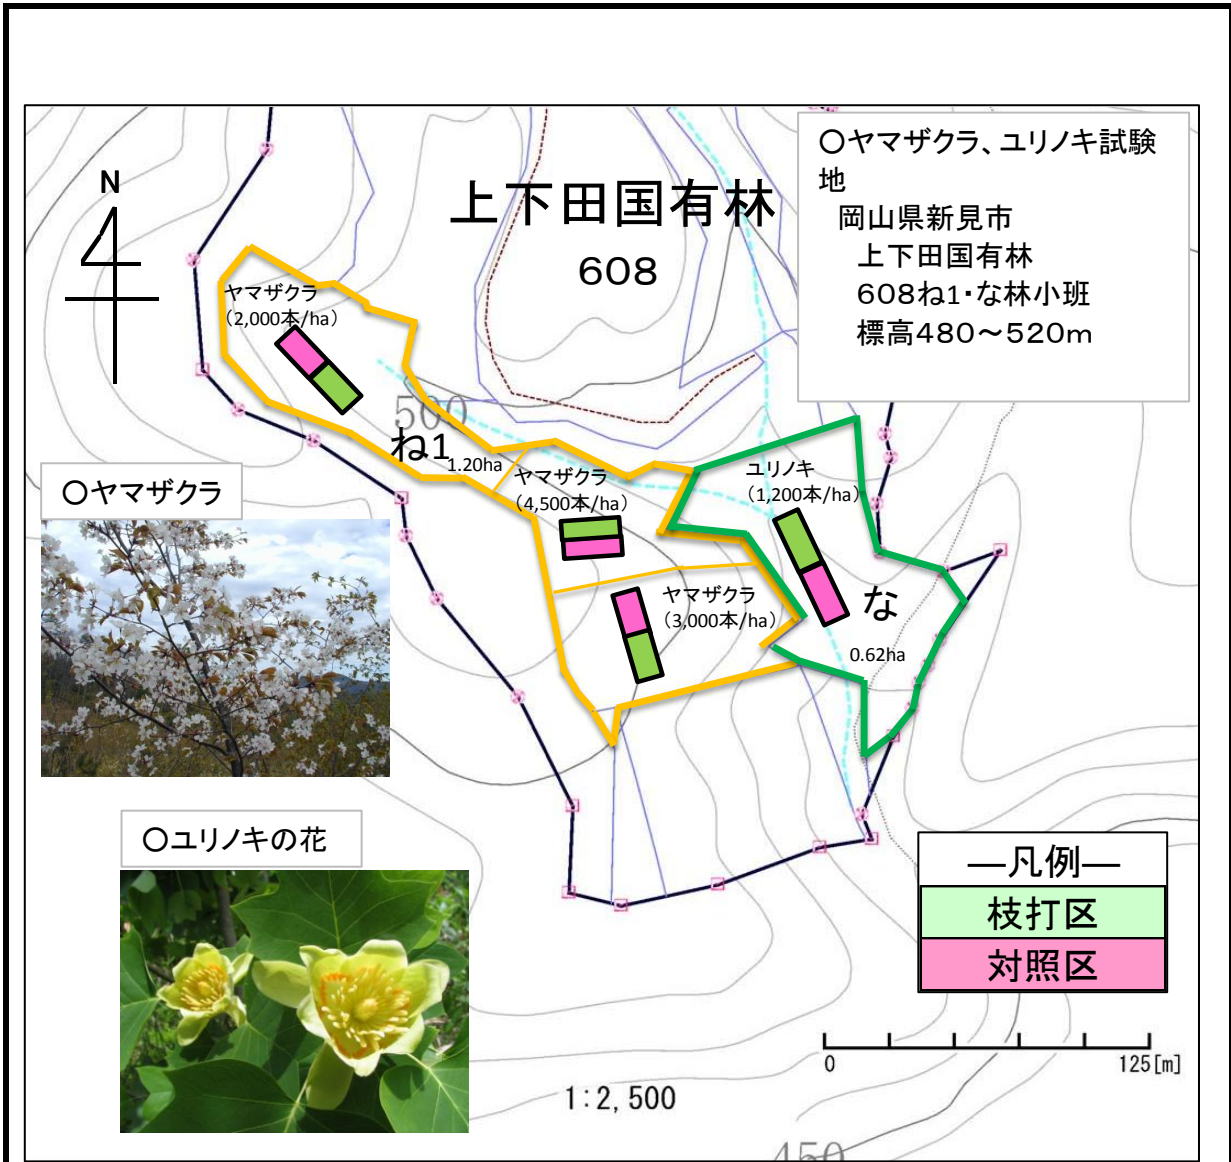 ○ヤマザクラ、ユリノキ試験
地
岡山県新見市
上下田国有林
608ね1・な林小班
標高480～520m
N
上下田国有林
608
ヤマザクラ
（2,000本/ha）
500
ね1
1.20ha
ヤマザクラ
（4,500本/ha）
ユリノキ
（1,200本/ha）
ヤマザクラ
（3,000本/ha）
な
0.62ha
○ヤマザクラ
○ユリノキの花
―凡例―
枝打区
対照区
0
125[m]
1:2,500
450